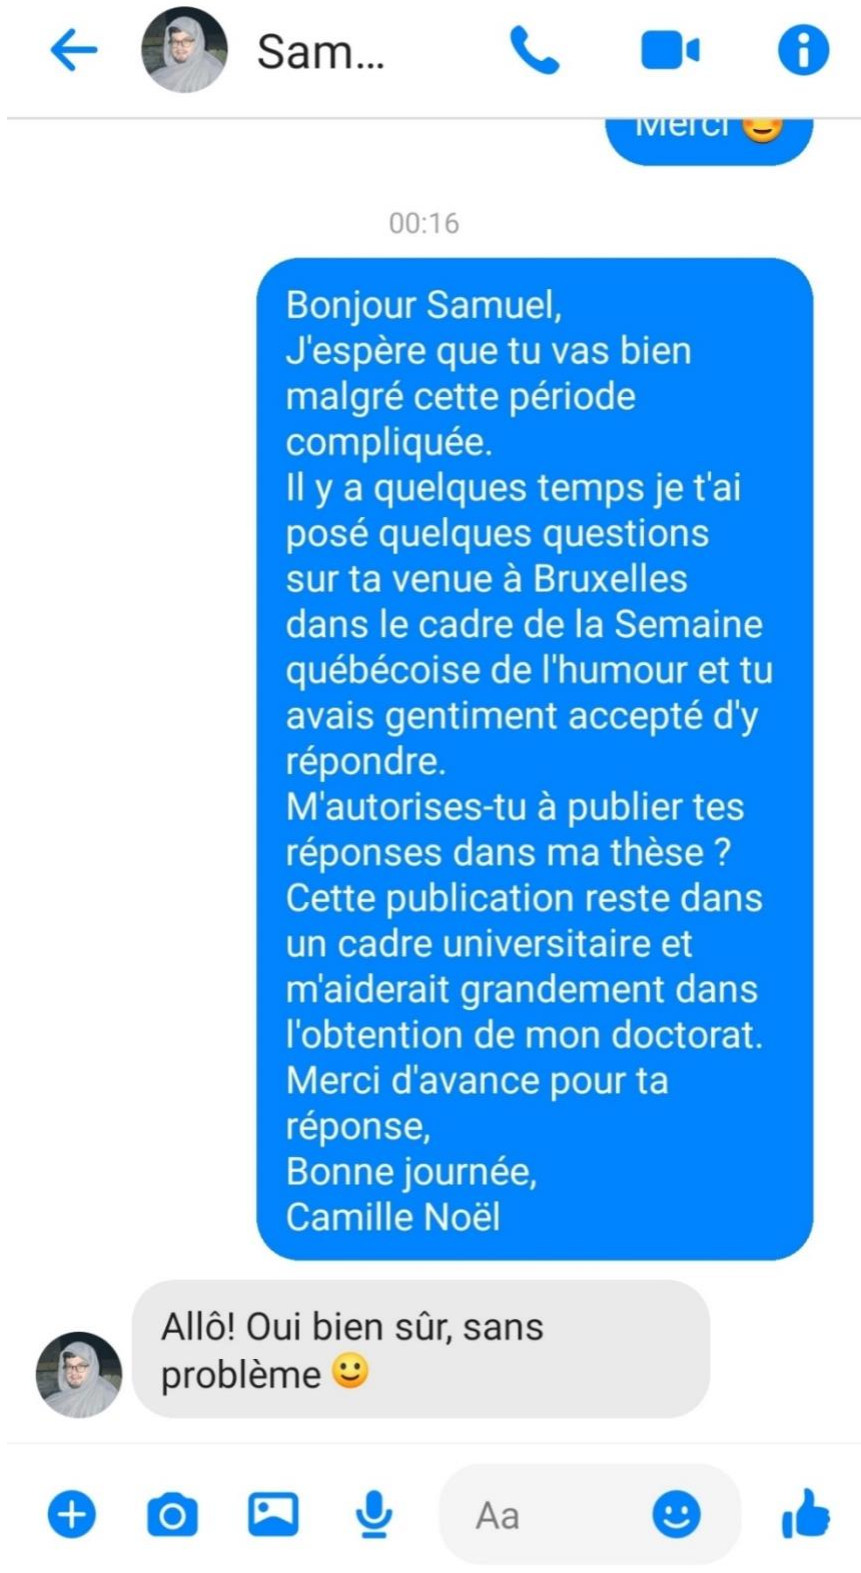 Sam...
Merci 😊
00:16
Bonjour Samuel,
J'espère que tu vas bien
malgré cette période
compliquée.
Il y a quelques temps je t'ai
posé quelques questions
sur ta venue à Bruxelles
dans le cadre de la Semaine
québécoise de l'humour et tu
avais gentiment accepté d'y
répondre.
M'autorises-tu à publier tes
réponses dans ma thèse ?
Cette publication reste dans
un cadre universitaire et
m'aiderait grandement dans
l'obtention de mon doctorat.
Merci d'avance pour ta
réponse,
Bonne journée,
Camille Noël
Allô! Oui bien sûr, sans
problème 🙂
Aa